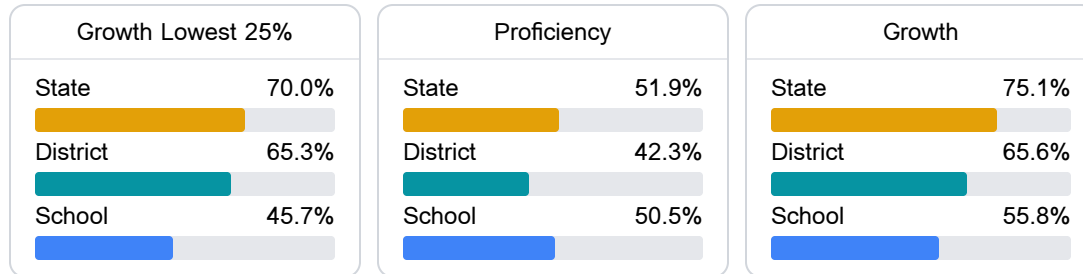 Growth Lowest 25%
State 70.0%
District 65.3%
School 45.7%
Proficiency
State 51.9%
District 42.3%
School 50.5%
Growth
State 75.1%
District 65.6%
School 55.8%